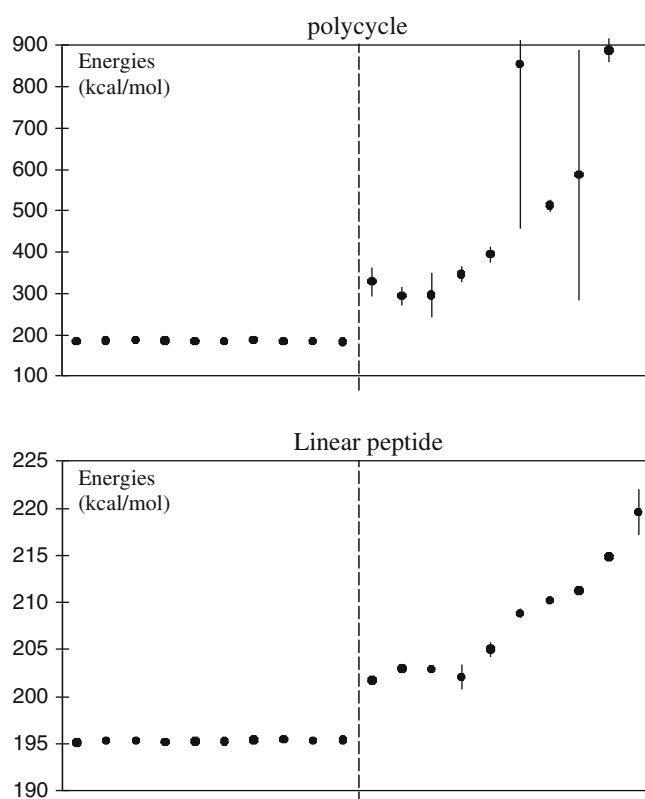 polycycle
Energies
(kcal/mol)
900
800
700
600
500
400
300
200
100
Linear peptide
Energies
(kcal/mol)
225
220
215
210
205
200
195
190